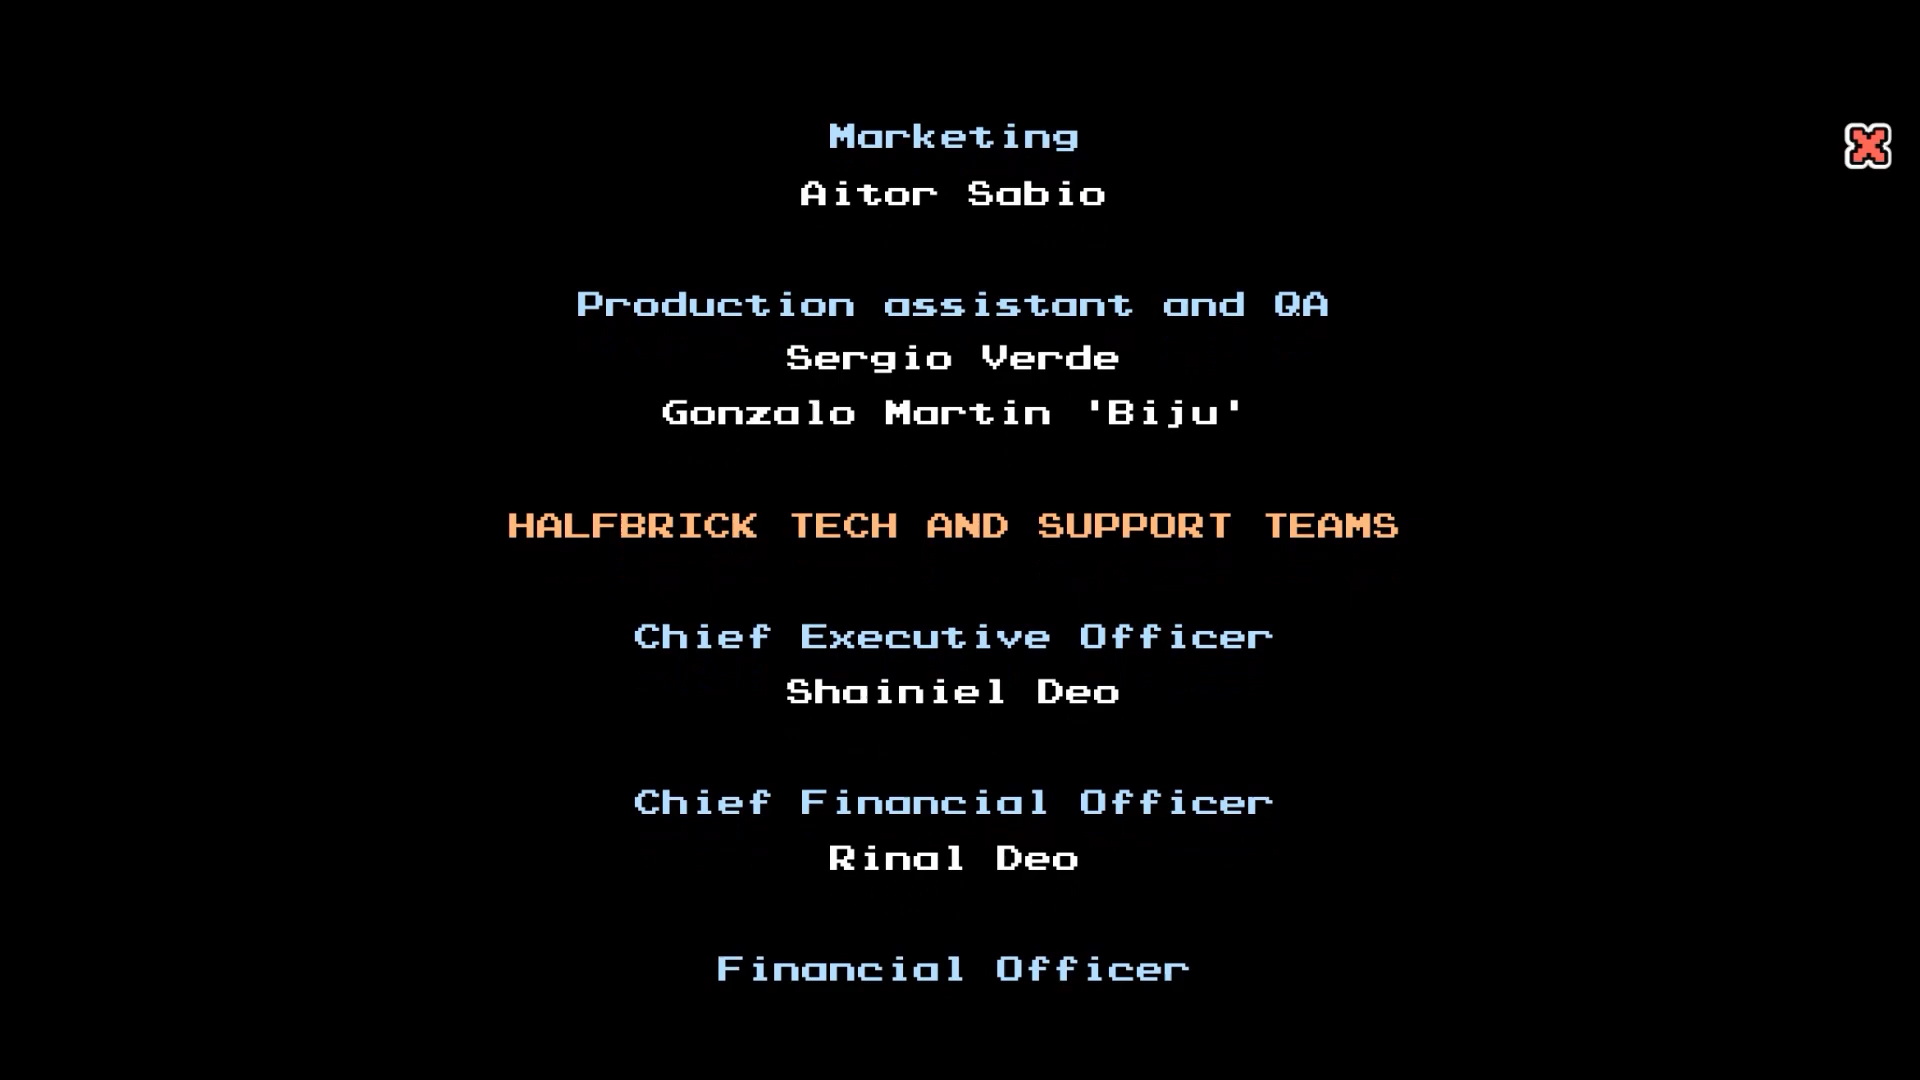 Marketing
Aitor Sabio
Production assistant and QA
Sergio Verde
Gonzalo Martin 'Biju'
HALFBRICK TECH AND SUPPORT TEAMS
Chief Executive Officer
Shainiel Deo
Chief Financial Officer
Rinal Deo
Financial Officer